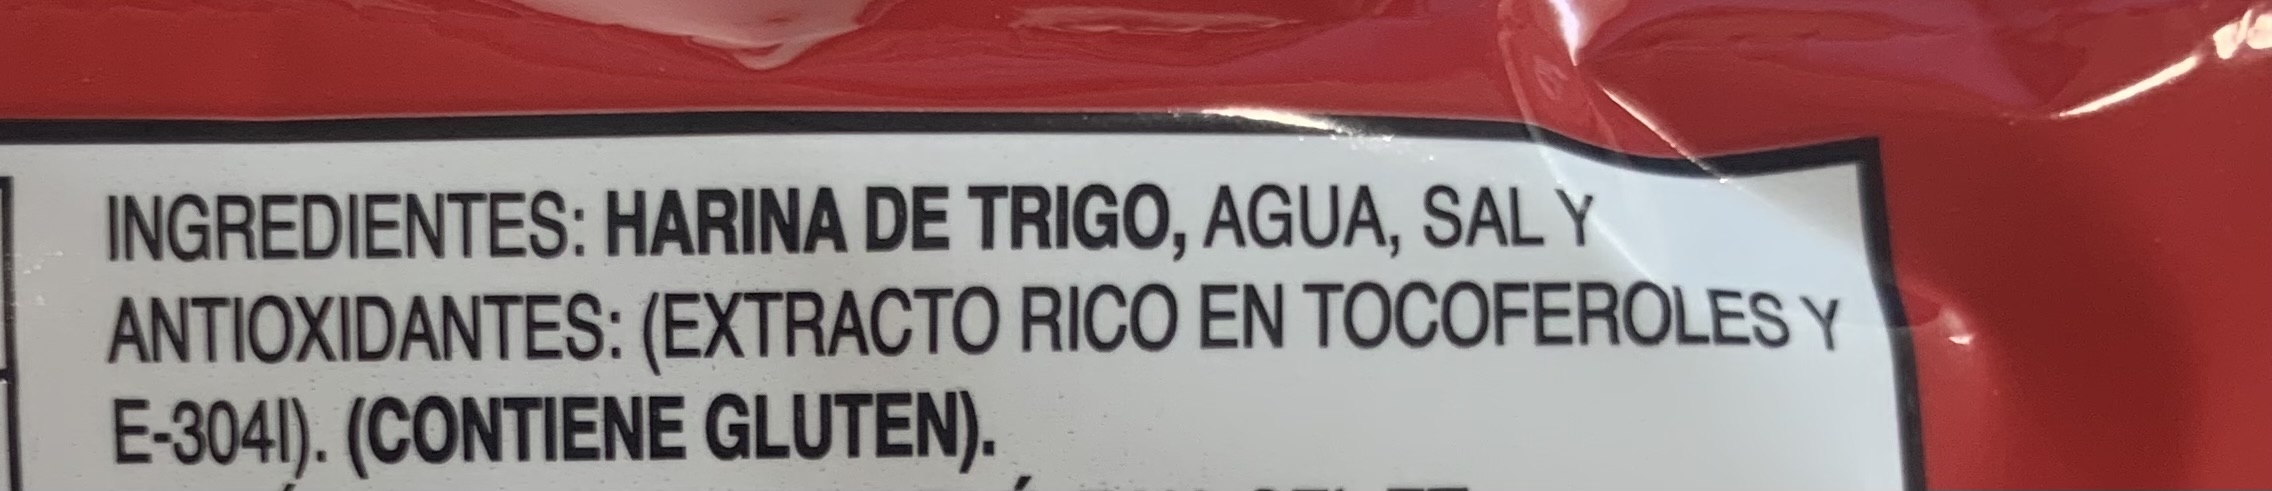 INGREDIENTES: HARINA DE TRIGO, AGUA, SAL Y
ANTIOXIDANTES: (EXTRACTO RICO EN TOCOFEROLES Y
E-304I). (CONTIENE GLUTEN).